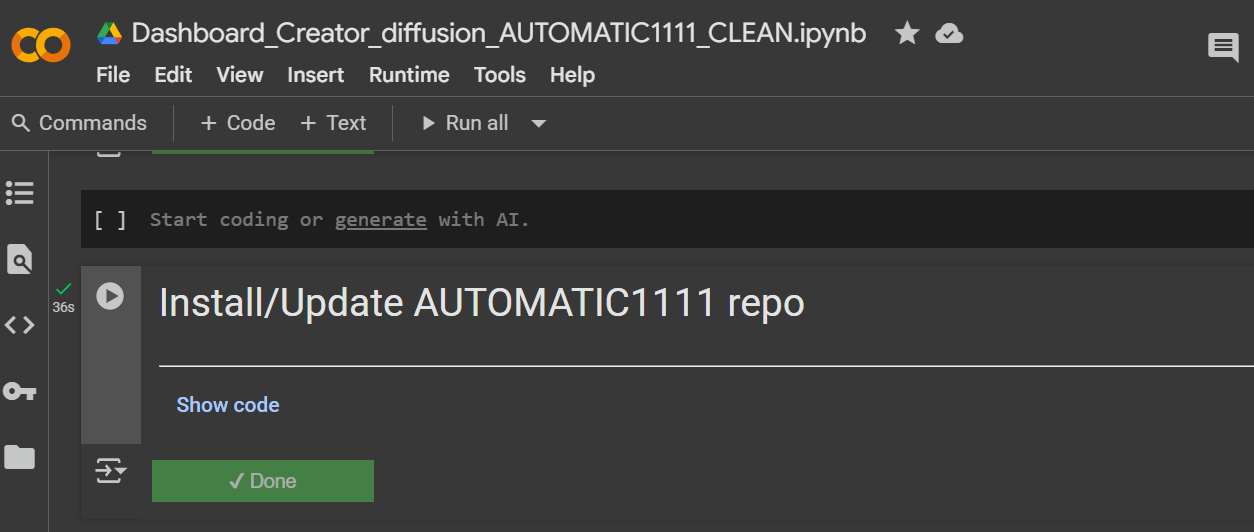 Dashboard_Creator_diffusion_AUTOMATIC1111_CLEAN.ipynb
File Edit View Insert Runtime Tools Help
Commands + Code + Text Run all
[ ] Start coding or generate with AI.
36s
Install/Update AUTOMATIC1111 repo
Show code
✓ Done